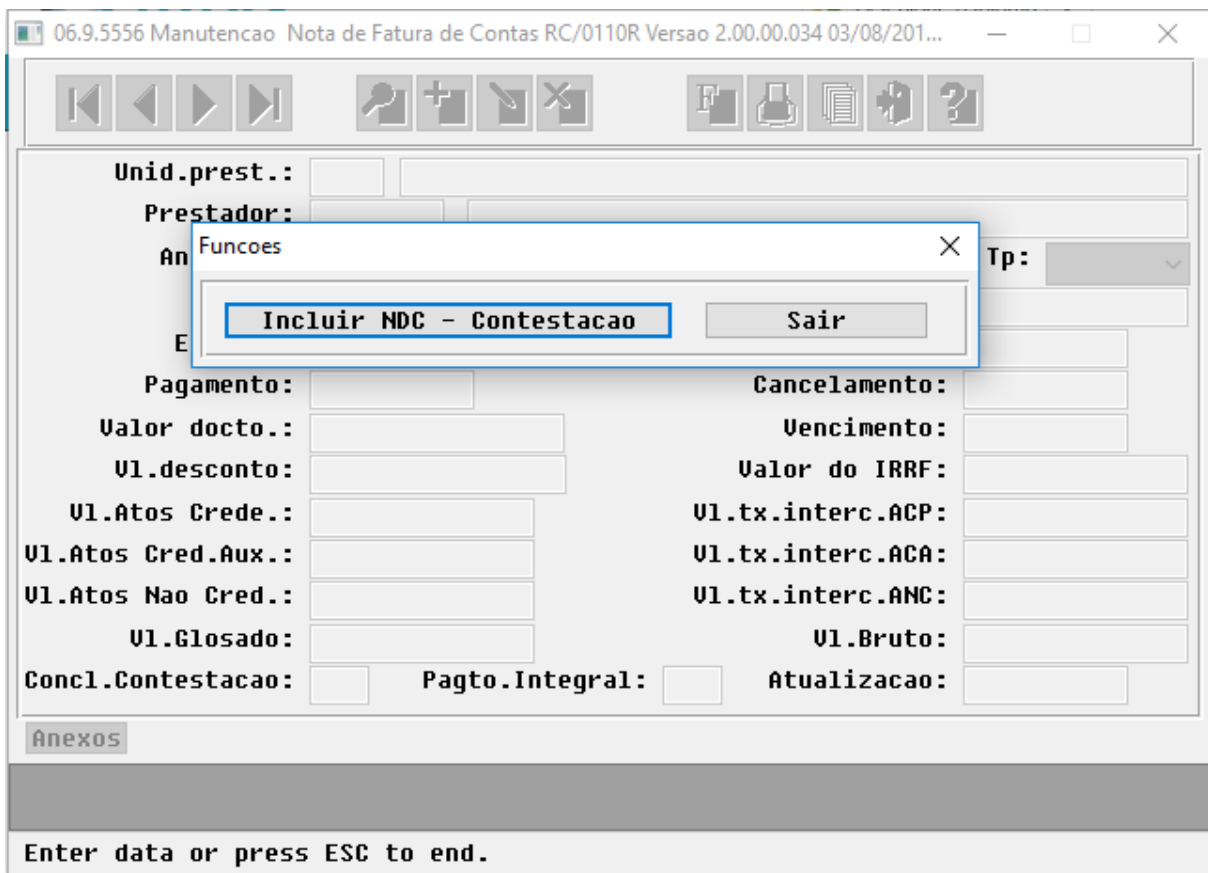 06.9.5556 Manutencao Nota de Fatura de Contas RC/0110R Versao 2.00.00.034 03/08/201...
F ?
Unid.prest.:
Prestador:
Funcoes
An
Tp:
Incluir NDC - Contestacao Sair
E
Pagamento: Cancelamento:
Valor docto.: Vencimento:
Vl.desconto: Valor do IRRF:
Vl.Atos Crede.: Vl.tx.interc.ACP:
Vl.Atos Cred.Aux.: Vl.tx.interc.ACA:
Vl.Atos Nao Cred.: Vl.tx.interc.ANC:
Vl.Glosado: Vl.Bruto:
Concl.Contestacao: Pagto.Integral: Atualizacao:
Anexos
Enter data or press ESC to end.